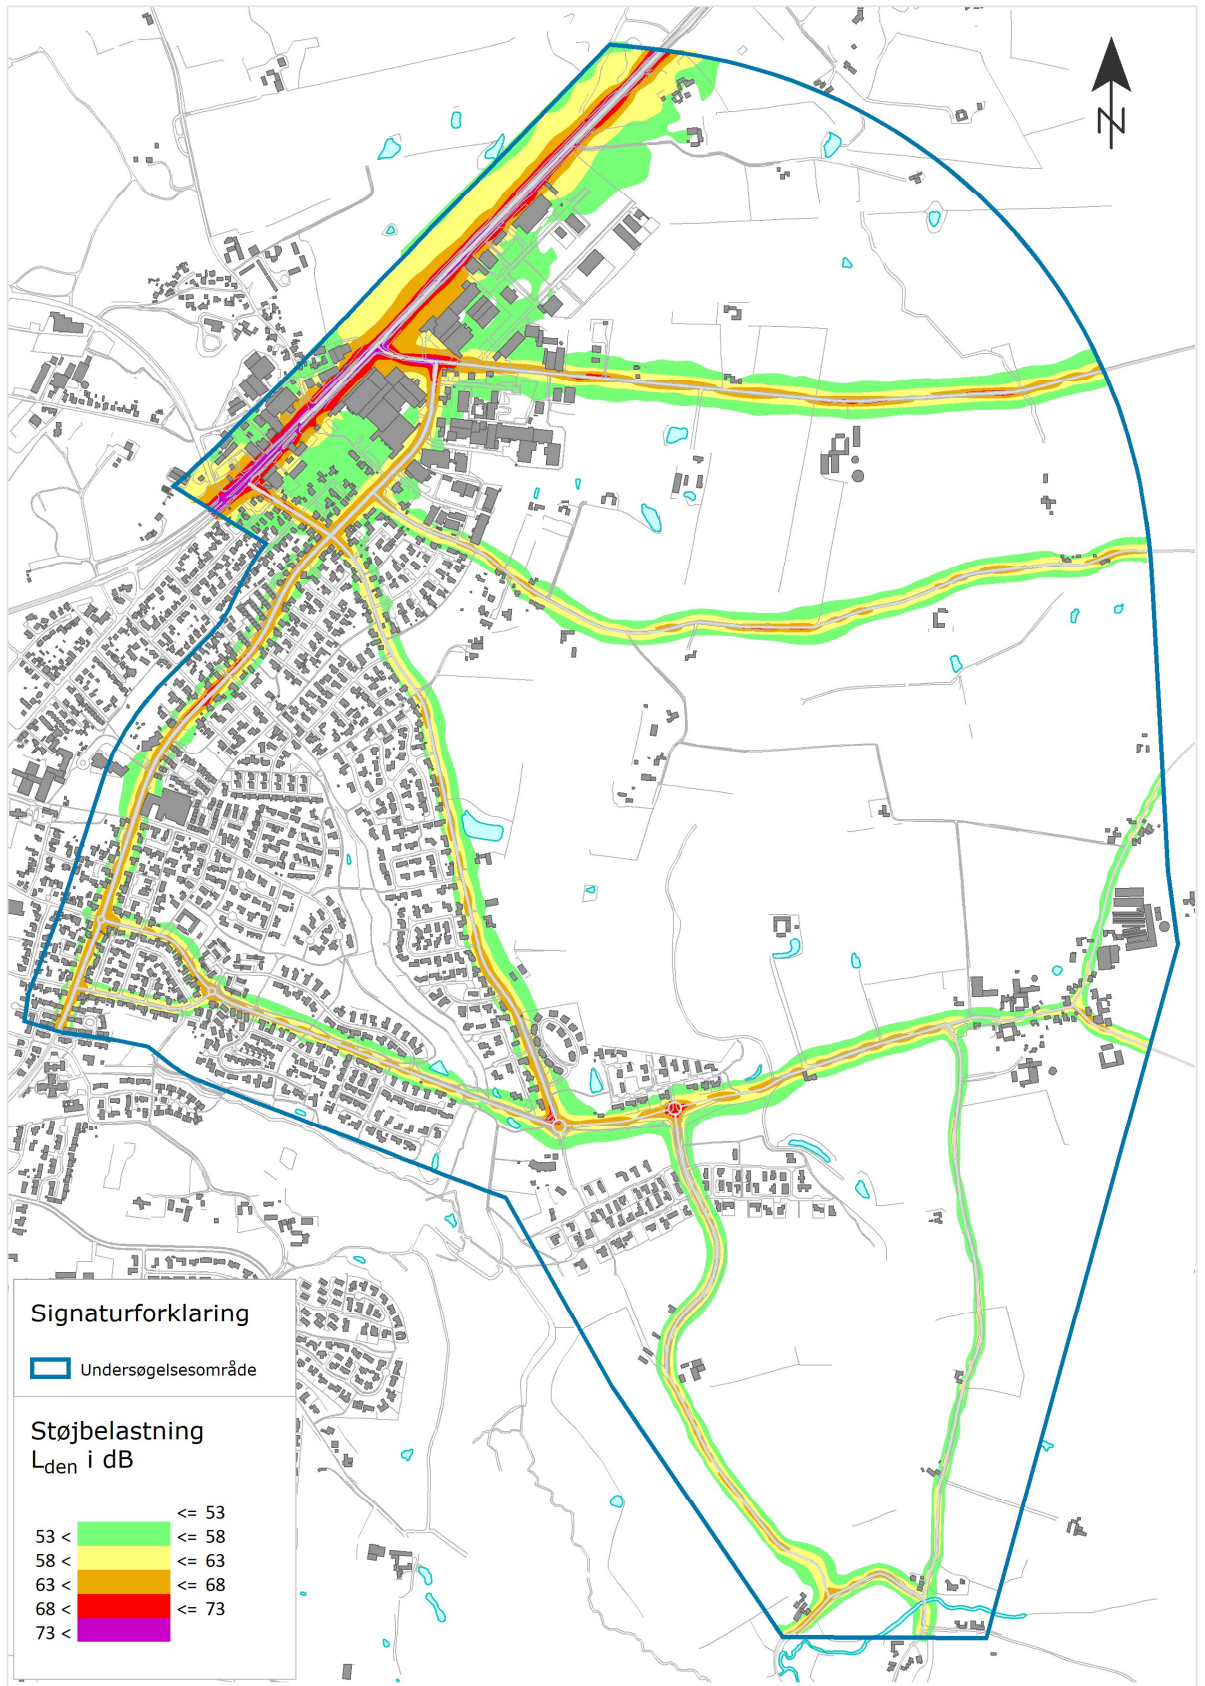 N
Signaturforklaring
Undersøgelsesområde
Støjbelastning
Lden i dB
<= 53
53 < <= 58
58 < <= 63
63 < <= 68
68 < <= 73
73 <